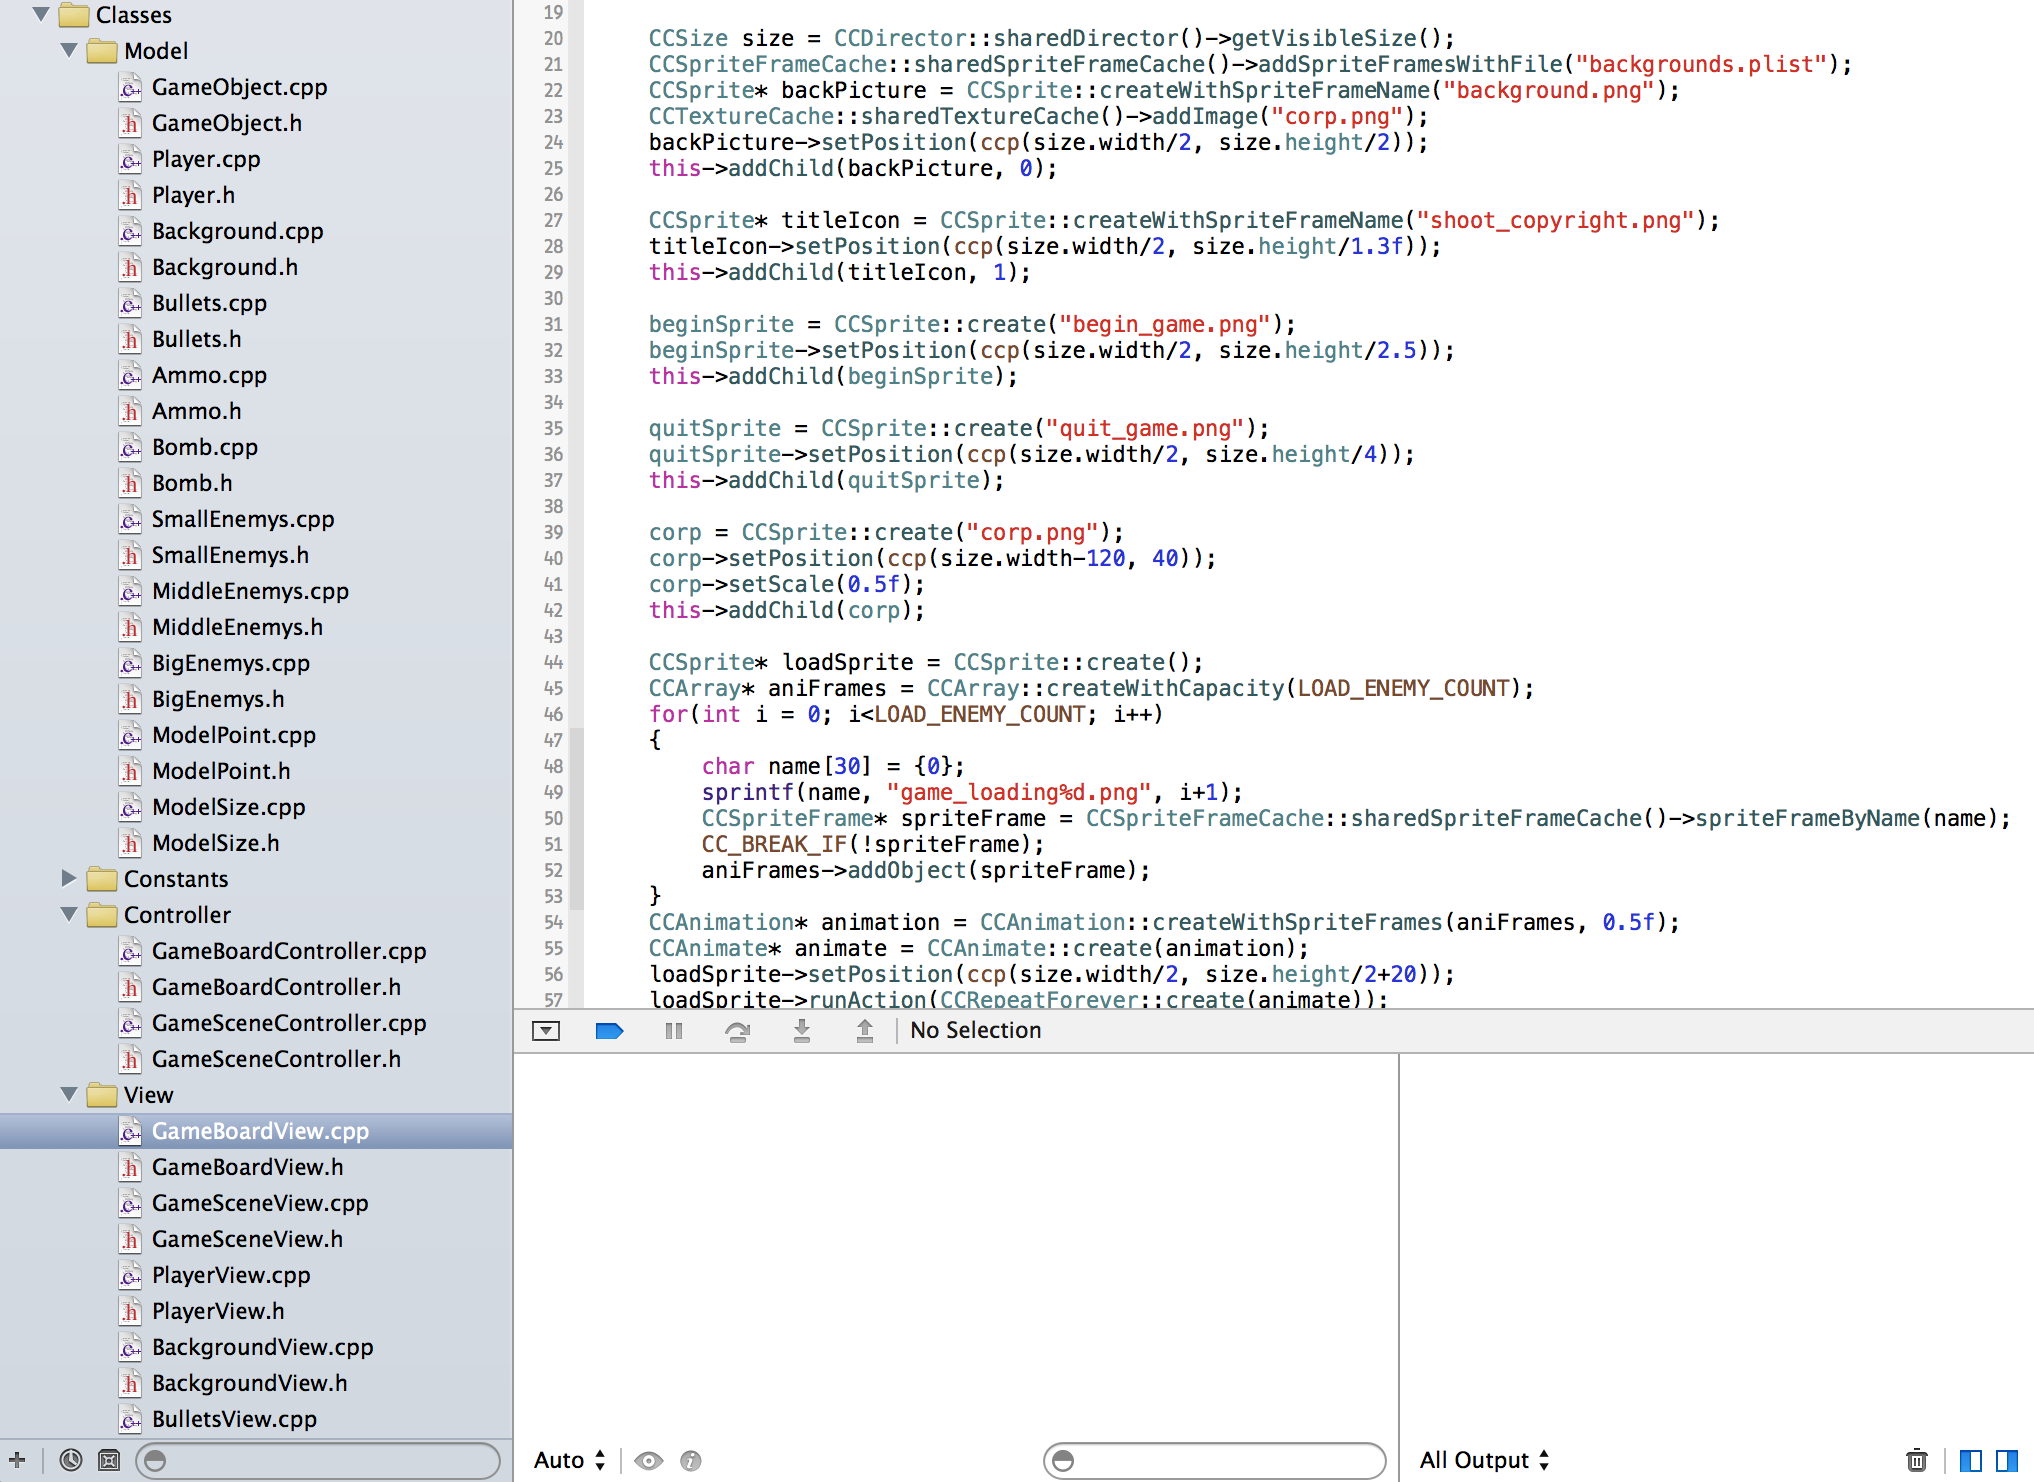 Classes
Model
GameObject.cpp
GameObject.h
Player.cpp
Player.h
Background.cpp
Background.h
Bullets.cpp
Bullets.h
Ammo.cpp
Ammo.h
Bomb.cpp
Bomb.h
SmallEnemys.cpp
SmallEnemys.h
MiddleEnemys.cpp
MiddleEnemys.h
BigEnemys.cpp
BigEnemys.h
ModelPoint.cpp
ModelPoint.h
ModelSize.cpp
ModelSize.h
Constants
Controller
GameBoardController.cpp
GameBoardController.h
GameSceneController.cpp
GameSceneController.h
View
GameBoardView.cpp
GameBoardView.h
GameSceneView.cpp
GameSceneView.h
PlayerView.cpp
PlayerView.h
BackgroundView.cpp
BackgroundView.h
BulletsView.cpp
19
20 CCSize size = CCDirector::sharedDirector()->getVisibleSize();
21 CCSpriteFrameCache::sharedSpriteFrameCache()->addSpriteFramesWithFile("backgrounds.plist");
22 CCSprite* backPicture = CCSprite::createWithSpriteFrameName("background.png");
23 CCTextureCache::sharedTextureCache()->addImage("corp.png");
24 backPicture->setPosition(ccp(size.width/2, size.height/2));
25 this->addChild(backPicture, 0);
26
27 CCSprite* titleIcon = CCSprite::createWithSpriteFrameName("shoot_copyright.png");
28 titleIcon->setPosition(ccp(size.width/2, size.height/1.3f));
29 this->addChild(titleIcon, 1);
30
31 beginSprite = CCSprite::create("begin_game.png");
32 beginSprite->setPosition(ccp(size.width/2, size.height/2.5));
33 this->addChild(beginSprite);
34
35 quitSprite = CCSprite::create("quit_game.png");
36 quitSprite->setPosition(ccp(size.width/2, size.height/4));
37 this->addChild(quitSprite);
38
39 corp = CCSprite::create("corp.png");
40 corp->setPosition(ccp(size.width-120, 40));
41 corp->setScale(0.5f);
42 this->addChild(corp);
43
44 CCSprite* loadSprite = CCSprite::create();
45 CCArray* aniFrames = CCArray::createWithCapacity(LOAD_ENEMY_COUNT);
46 for(int i = 0; i<LOAD_ENEMY_COUNT; i++)
47 {
48 char name[30] = {0};
49 sprintf(name, "game_loading%d.png", i+1);
50 CCSpriteFrame* spriteFrame = CCSpriteFrameCache::sharedSpriteFrameCache()->spriteFrameByName(name);
51 CC_BREAK_IF(!spriteFrame);
52 aniFrames->addObject(spriteFrame);
53 }
54 CCAnimation* animation = CCAnimation::createWithSpriteFrames(aniFrames, 0.5f);
55 CCAnimate* animate = CCAnimate::create(animation);
56 loadSprite->setPosition(ccp(size.width/2, size.height/2+20));
57 loadSprite->runAction(CCRepeatForever::create(animate));
No Selection
Auto
All Output